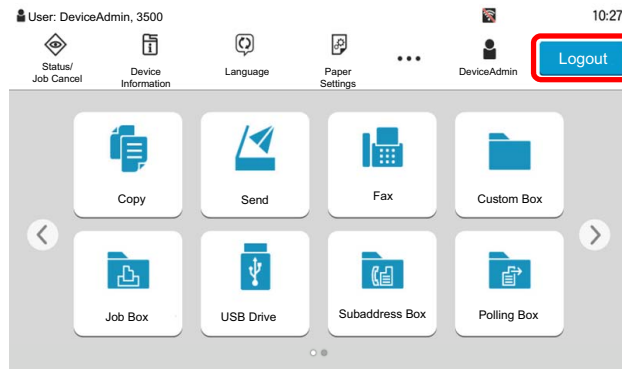 User: DeviceAdmin, 3500
10:27
Status/
Job Cancel
Device
Information
Language
Paper
Settings
DeviceAdmin
Logout
Copy
Send
Fax
Custom Box
Job Box
USB Drive
Subaddress Box
Polling Box